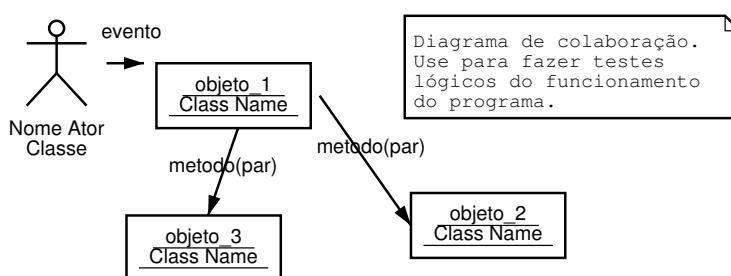 evento
Diagrama de colaboração.
Use para fazer testes
lógicos do funcionamento
do programa.
objeto_1
Class Name
Nome Ator
Classe
metodo(par)
metodo(par)
objeto_2
Class Name
objeto_3
Class Name